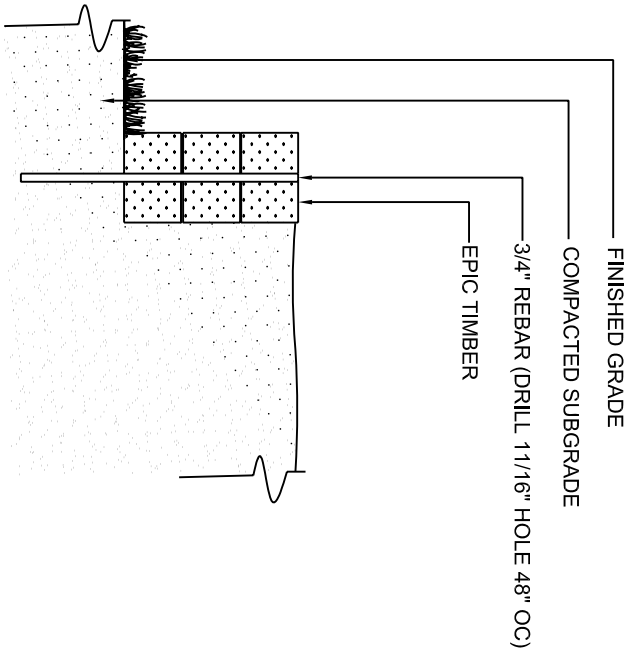 FINISHED GRADE
COMPACTED SUBGRADE
3/4" REBAR (DRILL 11/16" HOLE 48" OC)
EPIC TIMBER